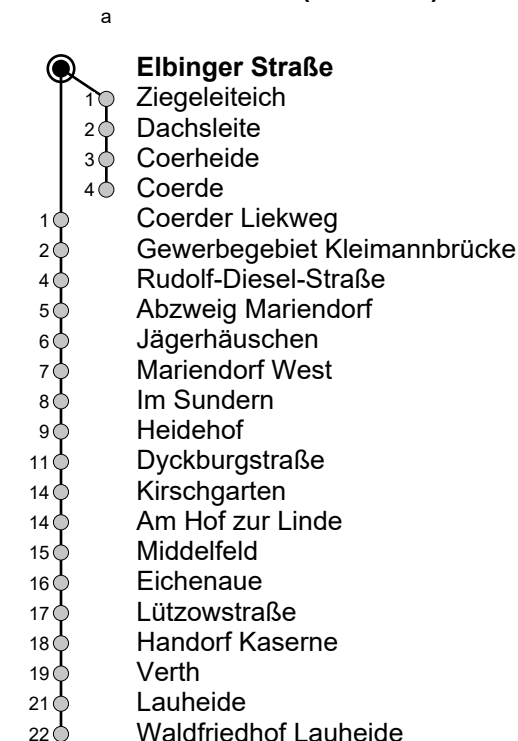 a
Elbinger Straße
1 Ziegeleiteich
2 Dachsleite
3 Coerheide
4 Coerde
1 Coerder Liekweg
2 Gewerbegebiet Kleimannbrücke
4 Rudolf-Diesel-Straße
5 Abzweig Mariendorf
6 Jägerhäuschen
7 Mariendorf West
8 Im Sundern
9 Heidehof
11 Dyckburgstraße
14 Kirschgarten
14 Am Hof zur Linde
15 Middelfeld
16 Eichenaue
17 Lützowstraße
18 Handorf Kaserne
19 Verth
21 Lauheide
22 Waldfriedhof Lauheide